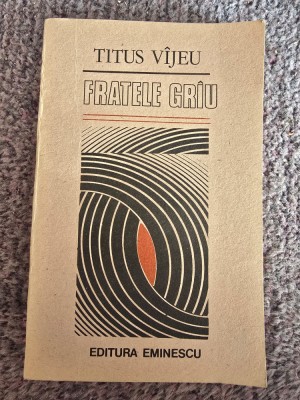 TITUS VÎJEU
FRATELE GRÎU
EDITURA EMINESCU